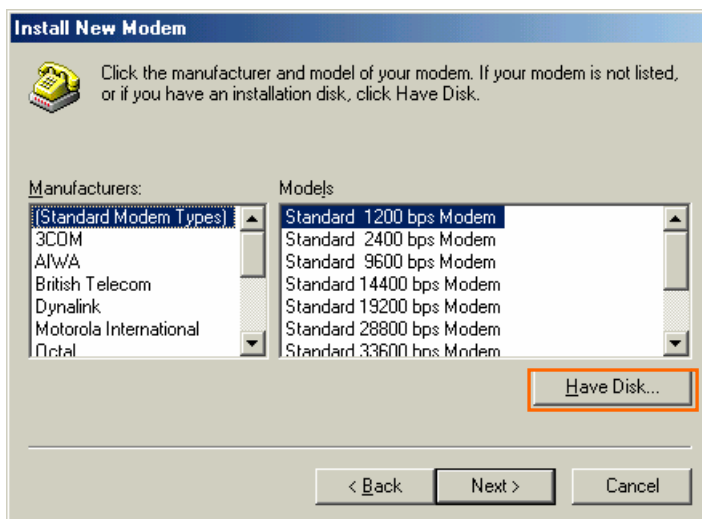 Install New Modem
Click the manufacturer and model of your modem. If your modem is not listed,
or if you have an installation disk, click Have Disk.
Manufacturers:
(Standard Modem Types)
3COM
AIWA
British Telecom
Dynalink
Motorola International
Octal
Models
Standard 1200 bps Modem
Standard 2400 bps Modem
Standard 9600 bps Modem
Standard 14400 bps Modem
Standard 19200 bps Modem
Standard 28800 bps Modem
Standard 33600 bps Modem
Have Disk...
< Back
Next >
Cancel